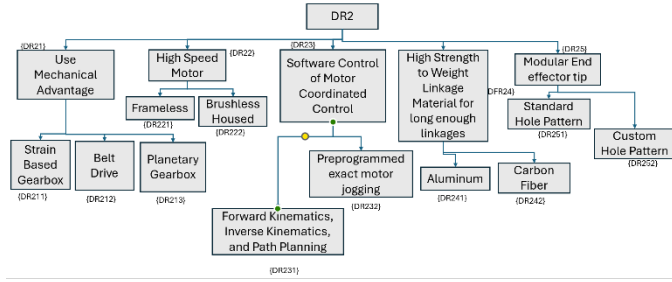 DR2
{DR21}
Use
Mechanical
Advantage
High Speed
Motor
{DR22}
{DR23}
Software Control
of Motor
Coordinated
Control
High Strength
to Weight
Linkage
Material for
long enough
linkages
DFR24}
{DR25}
Modular End
effector tip
Frameless
{DR221}
Brushless
Housed
{DR222}
Standard
Hole Pattern
{DR251}
Custom
Hole Pattern
{DR252}
Strain
Based
Gearbox
{DR211}
Belt
Drive
{DR212}
Planetary
Gearbox
{DR213}
Preprogrammed
exact motor
jogging
{DR232}
Aluminum
{DR241}
Carbon
Fiber
{DR242}
Forward Kinematics,
Inverse Kinematics,
and Path Planning
{DR231}